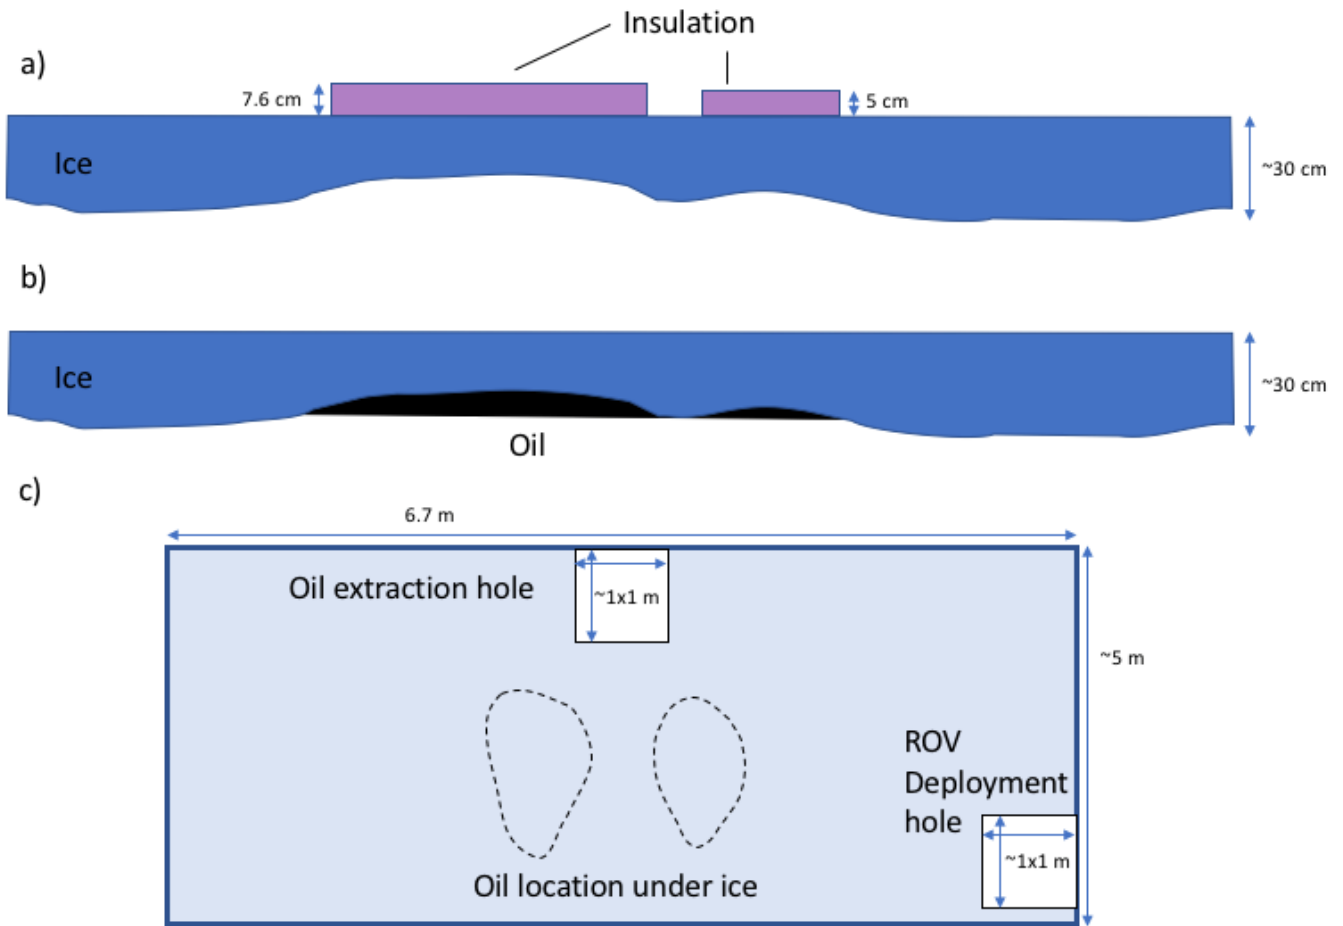 Insulation
a)
7.6 cm
5 cm
Ice
~30 cm
b)
Ice
~30 cm
Oil
c)
6.7 m
Oil extraction hole
~1x1 m
~5 m
ROV
Deployment
hole
~1x1 m
Oil location under ice